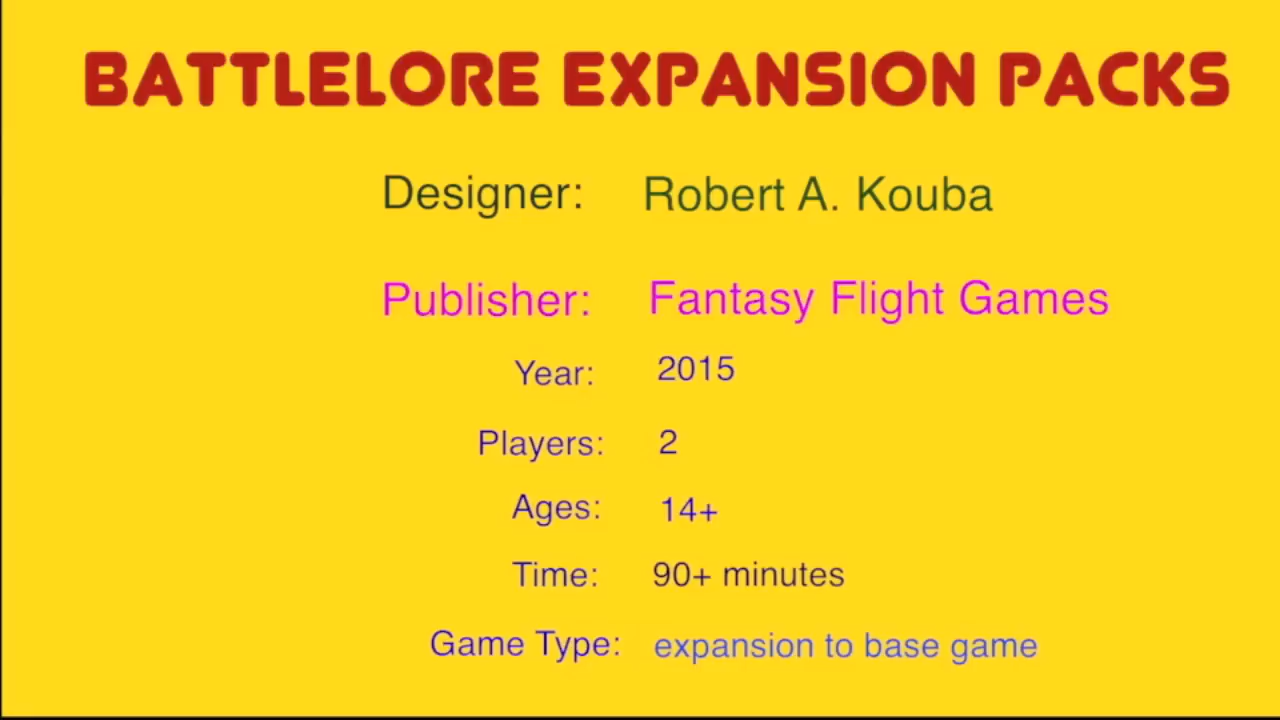 BATTLELORE EXPANSION PACKS
Designer: Robert A. Kouba
Publisher: Fantasy Flight Games
Year: 2015
Players: 2
Ages: 14+
Time: 90+ minutes
Game Type: expansion to base game